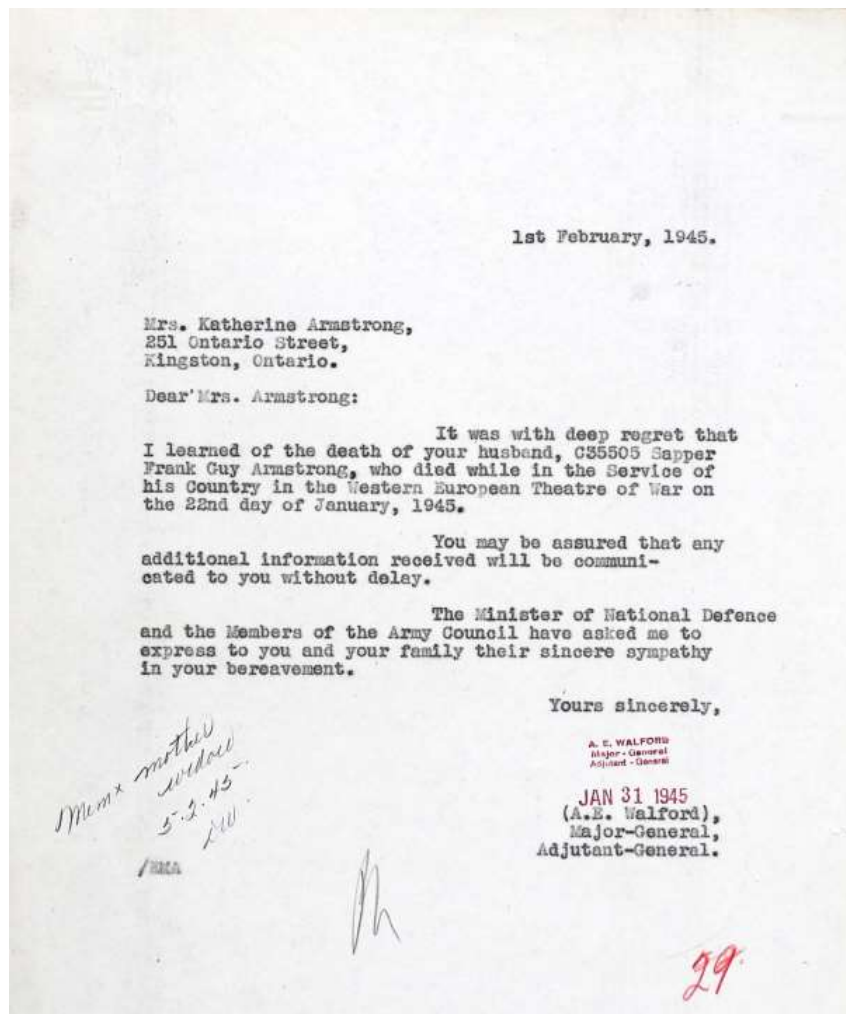 1st February, 1945.
Mrs. Katherine Armstrong,
251 Ontario Street,
Kingston, Ontario.
Dear Mrs. Armstrong:
It was with deep regret that
I learned of the death of your husband, C35505 Sapper
Frank Guy Armstrong, who died while in the Service of
his Country in the Western European Theatre of War on
the 22nd day of January, 1945.
You may be assured that any
additional information received will be communi-
cated to you without delay.
The Minister of National Defence
and the Members of the Army Council have asked me to
express to you and your family their sincere sympathy
in your bereavement.
Yours sincerely,
A. E. WALFORD
Major - General
Adjutant - General
JAN 31 1945
(A.E. Walford),
Major-General,
Adjutant-General.
mother
widow
5.2.45.
29.